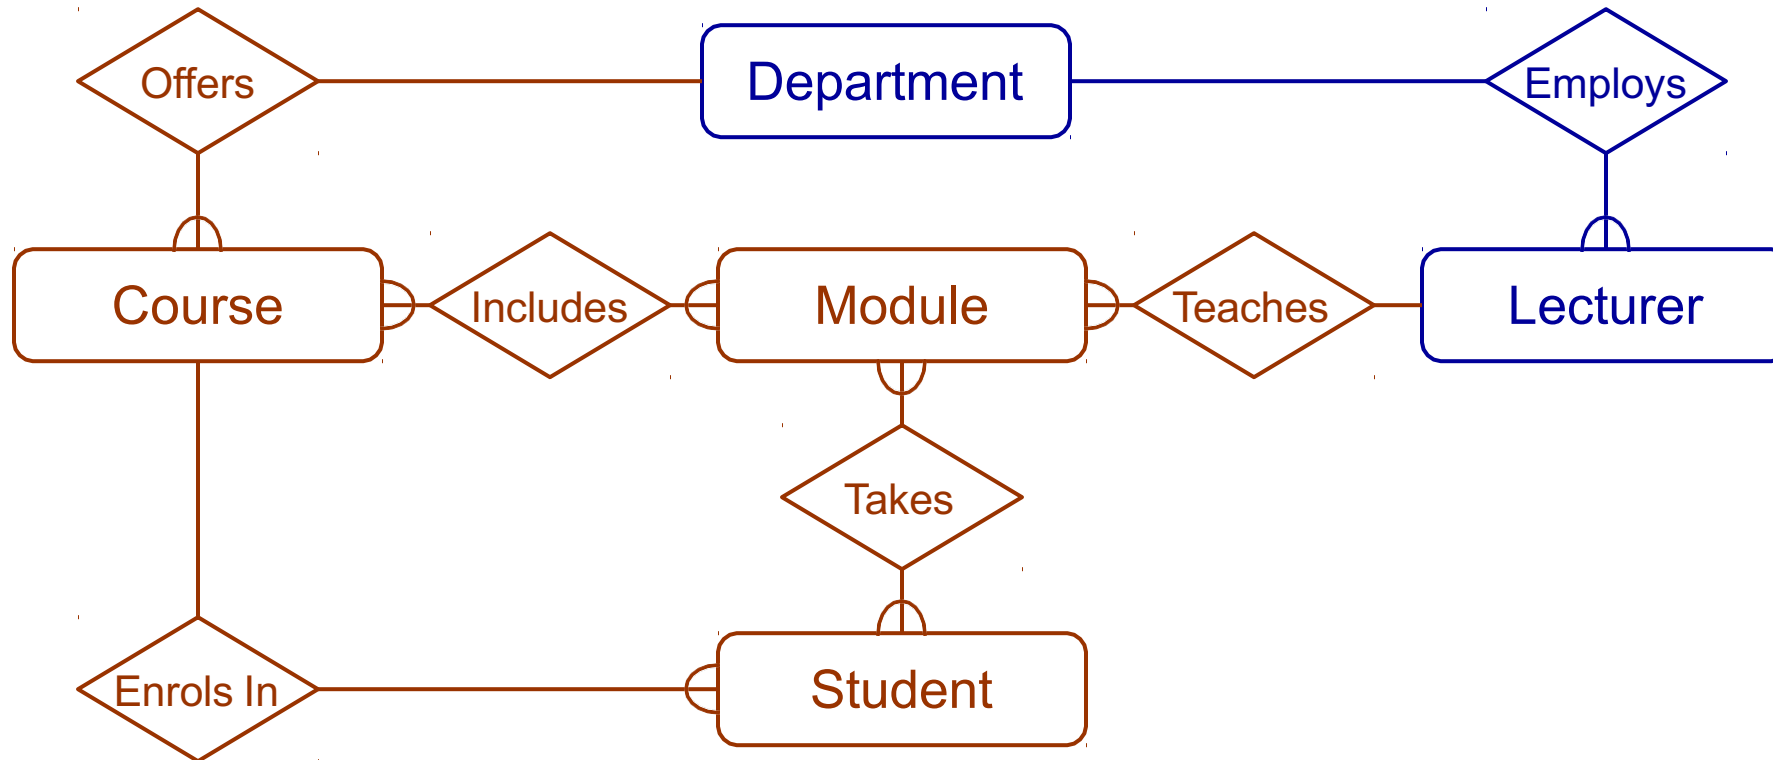 Offers
Department
Employs
Course
Includes
Module
Teaches
Lecturer
Takes
Enrols In
Student